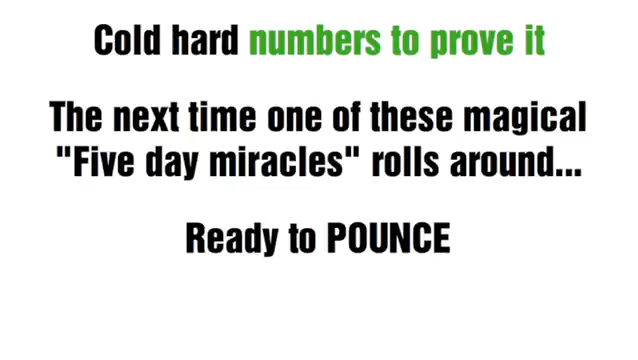 Cold hard numbers to prove it
The next time one of these magical
"Five day miracles" rolls around...
Ready to POUNCE